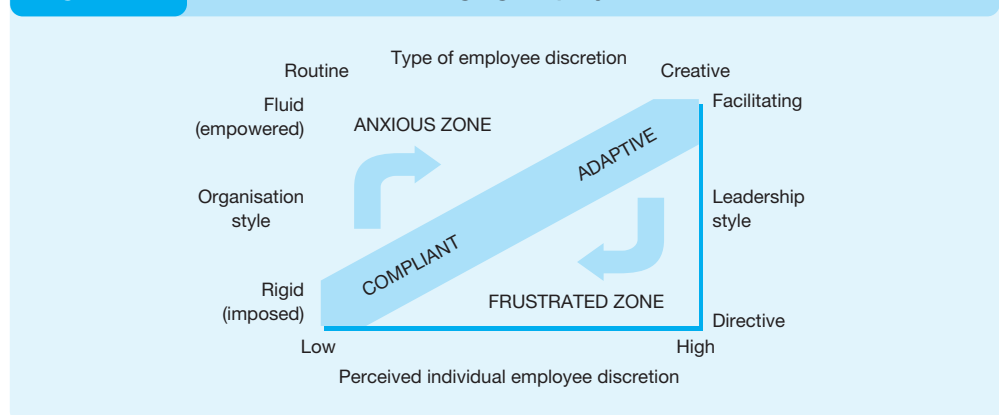 Type of employee discretion
Routine
Creative
Fluid
(empowered)
ANXIOUS ZONE
Facilitating
ADAPTIVE
Organisation
style
Leadership
style
COMPLIANT
Rigid
(imposed)
FRUSTRATED ZONE
Directive
Low
High
Perceived individual employee discretion